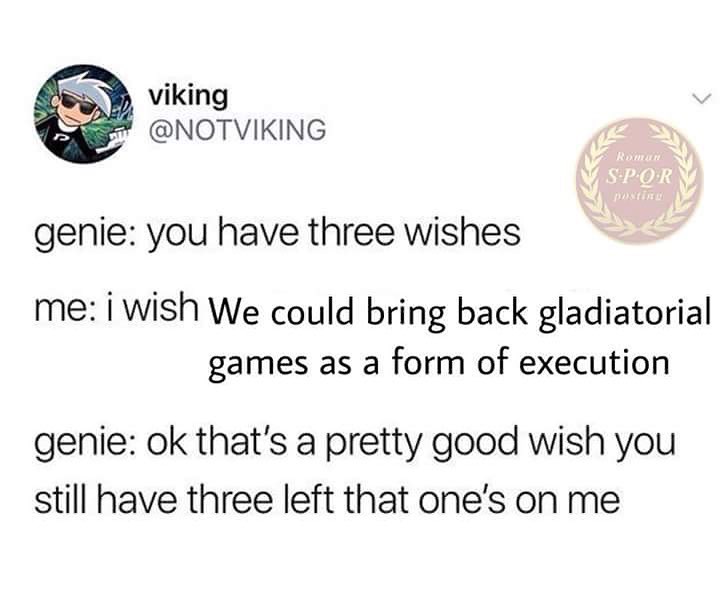 viking
@NOTVIKING
Roman
S·P·Q·R
posting
genie: you have three wishes
me: i wish We could bring back gladiatorial
games as a form of execution
genie: ok that's a pretty good wish you
still have three left that one's on me